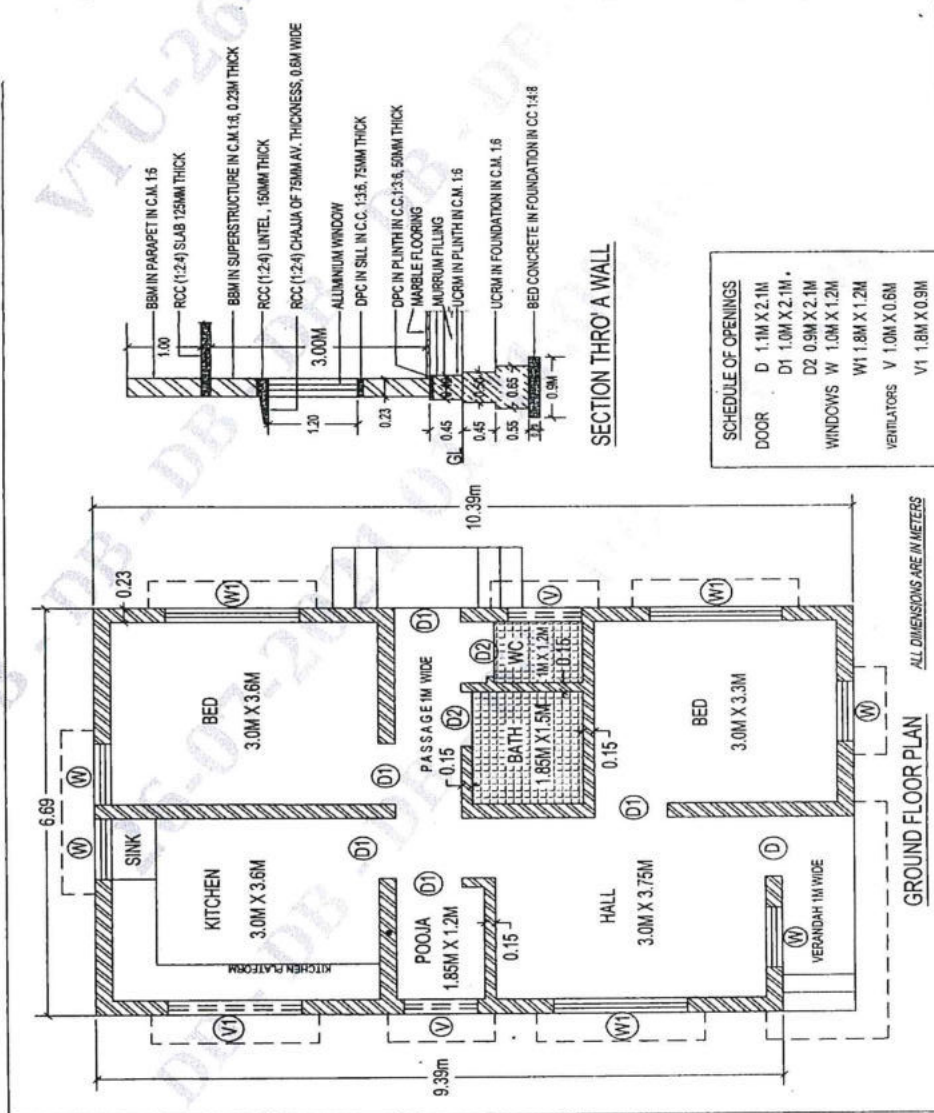 BBM IN PARAPET IN C.M. 1:6
RCC (1:2:4) SLAB 125MM THICK
BBM IN SUPERSTRUCTURE IN C.M.1:6, 0.23M THICK
RCC (1:2:4) LINTEL , 150MM THICK
RCC (1:2:4) CHAJJA OF 75MM AV. THICKNESS, 0.6M WIDE
ALUMINIUM WINDOW
DPC IN SILL IN C.C. 1:3:6, 75MM THICK
DPC IN PLINTH IN C.C.1:3:6, 50MM THICK
MARBLE FLOORING
MURRUM FILLING
UCRM IN PLINTH IN C.M. 1:6
UCRM IN FOUNDATION IN C.M. 1:6
BED CONCRETE IN FOUNDATION IN CC 1:4:8
1.00
3.00M
1.20
0.23
0.45
GL
0.45
0.50
0.55
0.65
0.9M
SECTION THRO' A WALL
SCHEDULE OF OPENINGS
DOOR D 1.1M X 2.1M
D1 1.0M X 2.1M
D2 0.9M X 2.1M
WINDOWS W 1.0M X 1.2M
W1 1.8M X 1.2M
VENTILATORS V 1.0M X 0.6M
V1 1.8M X 0.9M
6.69
0.23
10.39m
9.39m
W
W
W1
SINK
BED
3.0M X 3.6M
KITCHEN
3.0M X 3.6M
KITCHEN PLATFORM
V1
D1
D1
D1
PASSAGE 1M WIDE
D2
D2
WC
1M X 1.2M
V
0.15
BATH
1.85M X 1.5M
0.15
0.15
POOJA
1.85M X 1.2M
D1
V
0.15
HALL
3.0M X 3.75M
D1
W1
BED
3.0M X 3.3M
W1
W
D
W
VERANDAH 1M WIDE
GROUND FLOOR PLAN
ALL DIMENSIONS ARE IN METERS